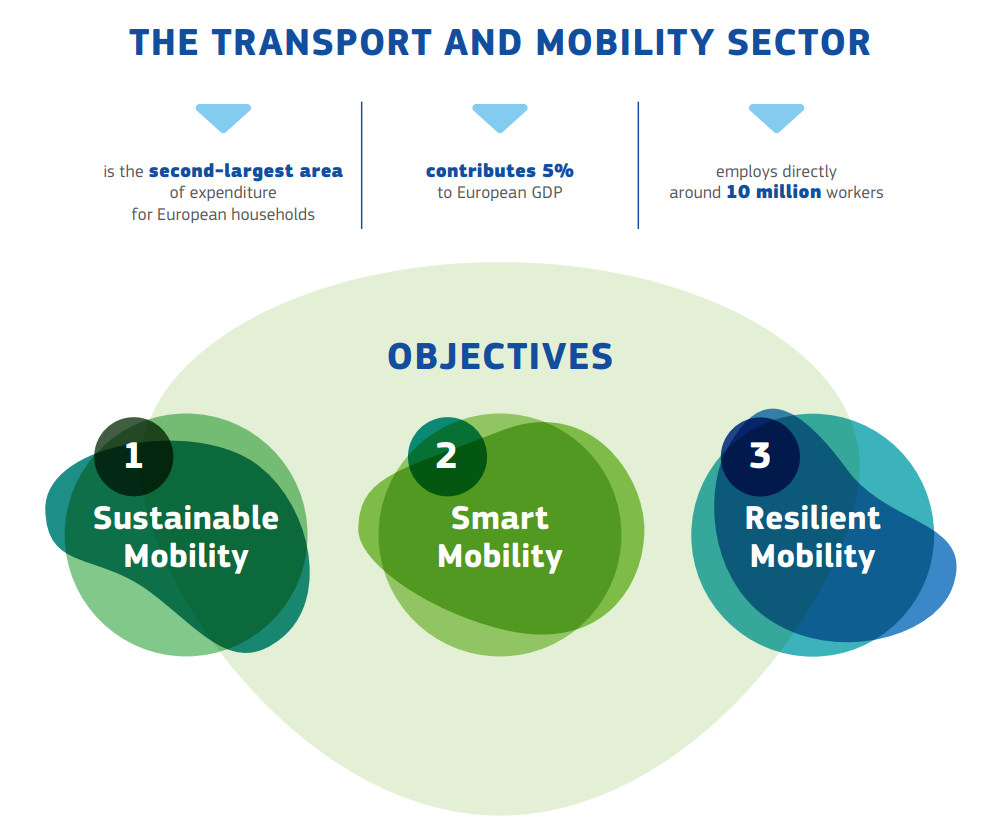 THE TRANSPORT AND MOBILITY SECTOR
is the second-largest area
of expenditure
for European households
contributes 5%
to European GDP
employs directly
around 10 million workers
OBJECTIVES
1
Sustainable
Mobility
2
Smart
Mobility
3
Resilient
Mobility